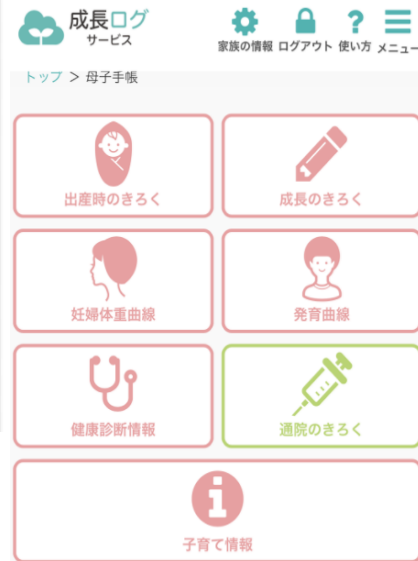 成長ログ
サービス
家族の情報 ログアウト 使い方 メニュー
トップ > 母子手帳
出産時のきろく
成長のきろく
妊婦体重曲線
発育曲線
健康診断情報
通院のきろく
子育て情報